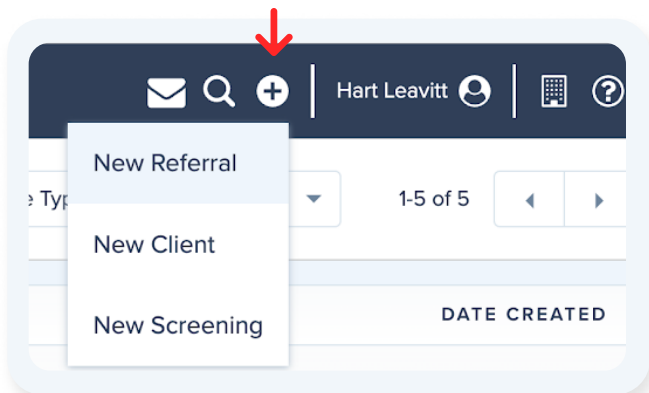 Hart Leavitt
New Referral
e Typ
1-5 of 5
New Client
New Screening
DATE CREATED